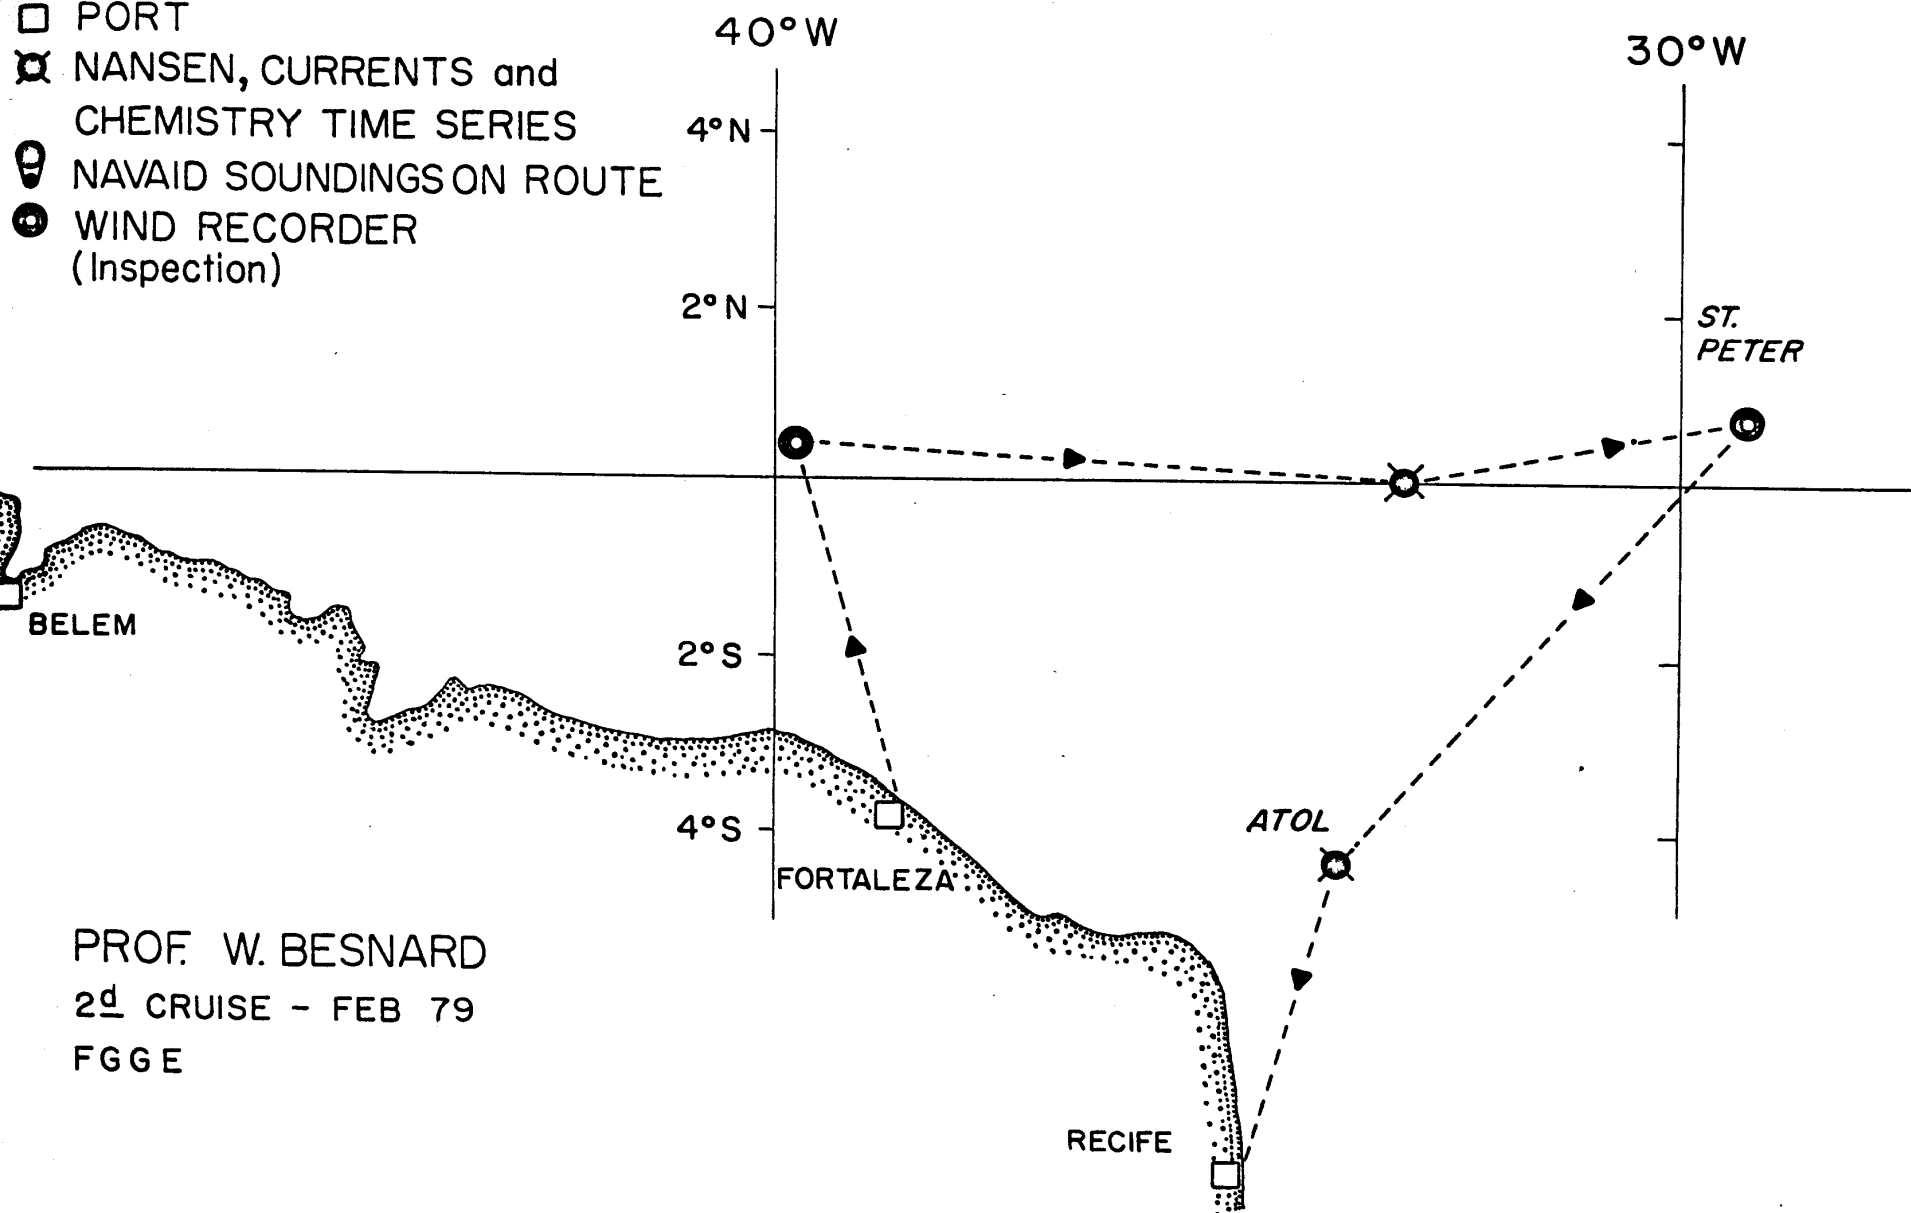 PORT
NANSEN, CURRENTS and
CHEMISTRY TIME SERIES
NAVAID SOUNDINGS ON ROUTE
WIND RECORDER
(Inspection)
40°W
30°W
4°N
2°N
ST.
PETER
BELEM
2°S
4°S
ATOL
FORTALEZA
PROF. W. BESNARD
2d CRUISE - FEB 79
FGGE
RECIFE